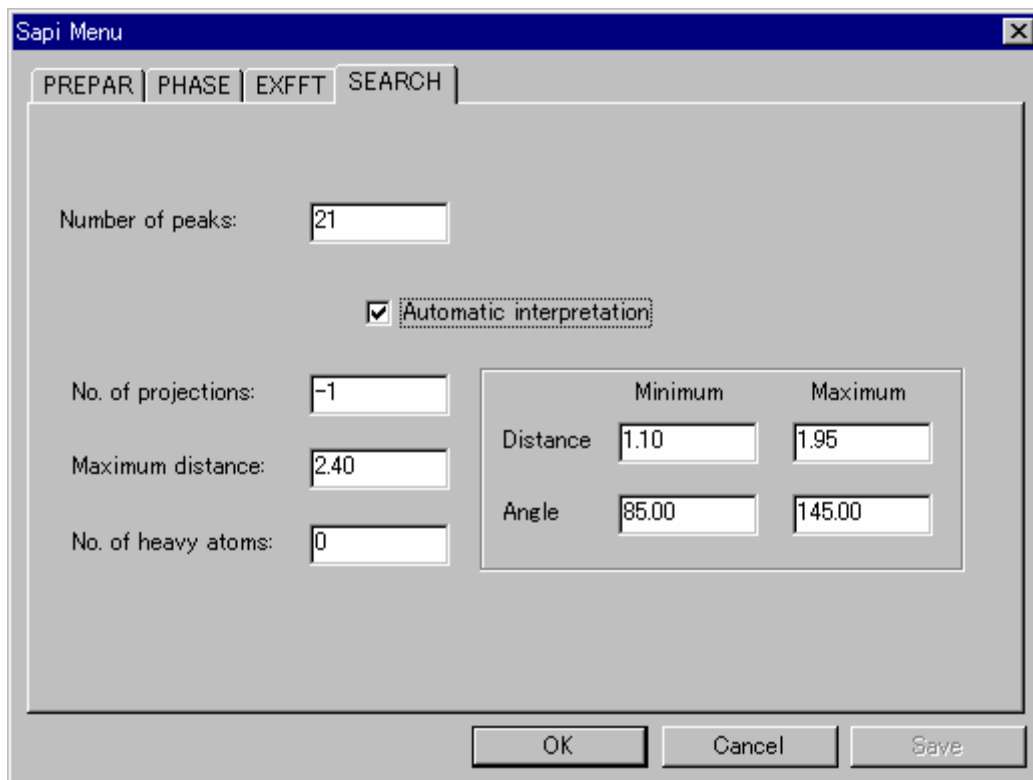 Sapi Menu
PREPAR PHASE EXFFT SEARCH
Number of peaks: 21
Automatic interpretation
No. of projections: -1
Minimum Maximum
Distance 1.10 1.95
Maximum distance: 2.40
Angle 85.00 145.00
No. of heavy atoms: 0
OK Cancel Save